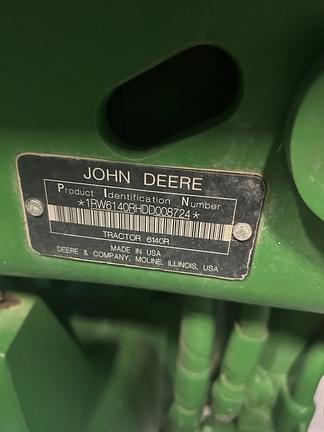 JOHN DEERE
Product Identification Number
*1RW6140RHDD008724*
TRACTOR 6140R
MADE IN USA
DEERE & COMPANY, MOLINE, ILLINOIS, USA